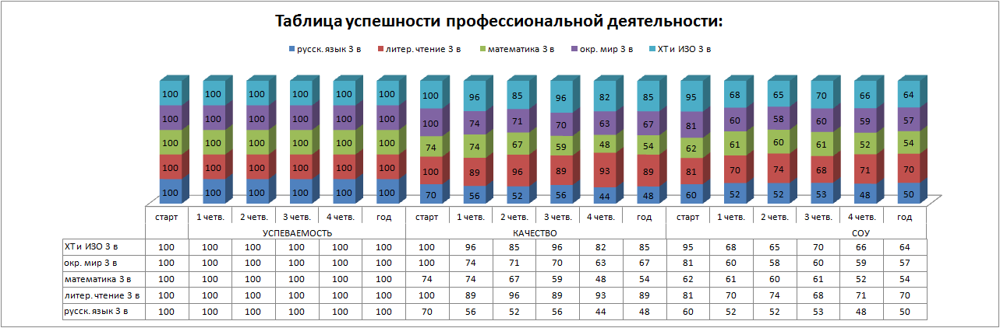 Таблица успешности профессиональной деятельности:
русск. язык 3 в литер. чтение 3 в математика 3 в окр. мир 3 в ХТ и ИЗО 3 в
100 100 100 100 100 100 100 96 85 96 82 85 95 68 65 70 66 64
100 100 100 100 100 100 100 74 71 70 63 67 81 60 58 60 59 57
100 100 100 100 100 100 74 74 67 59 48 54 62 61 60 61 52 54
100 100 100 100 100 100 100 89 96 89 93 89 81 70 74 68 71 70
100 100 100 100 100 100 70 56 52 56 44 48 60 52 52 53 48 50
старт 1 четв. 2 четв. 3 четв. 4 четв. год старт 1 четв. 2 четв. 3 четв. 4 четв. год старт 1 четв. 2 четв. 3 четв. 4 четв. год
УСПЕВАЕМОСТЬ КАЧЕСТВО СОУ
ХТ и ИЗО 3 в 100 100 100 100 100 100 100 96 85 96 82 85 95 68 65 70 66 64
окр. мир 3 в 100 100 100 100 100 100 100 74 71 70 63 67 81 60 58 60 59 57
математика 3 в 100 100 100 100 100 100 74 74 67 59 48 54 62 61 60 61 52 54
литер. чтение 3 в 100 100 100 100 100 100 100 89 96 89 93 89 81 70 74 68 71 70
русск. язык 3 в 100 100 100 100 100 100 70 56 52 56 44 48 60 52 52 53 48 50